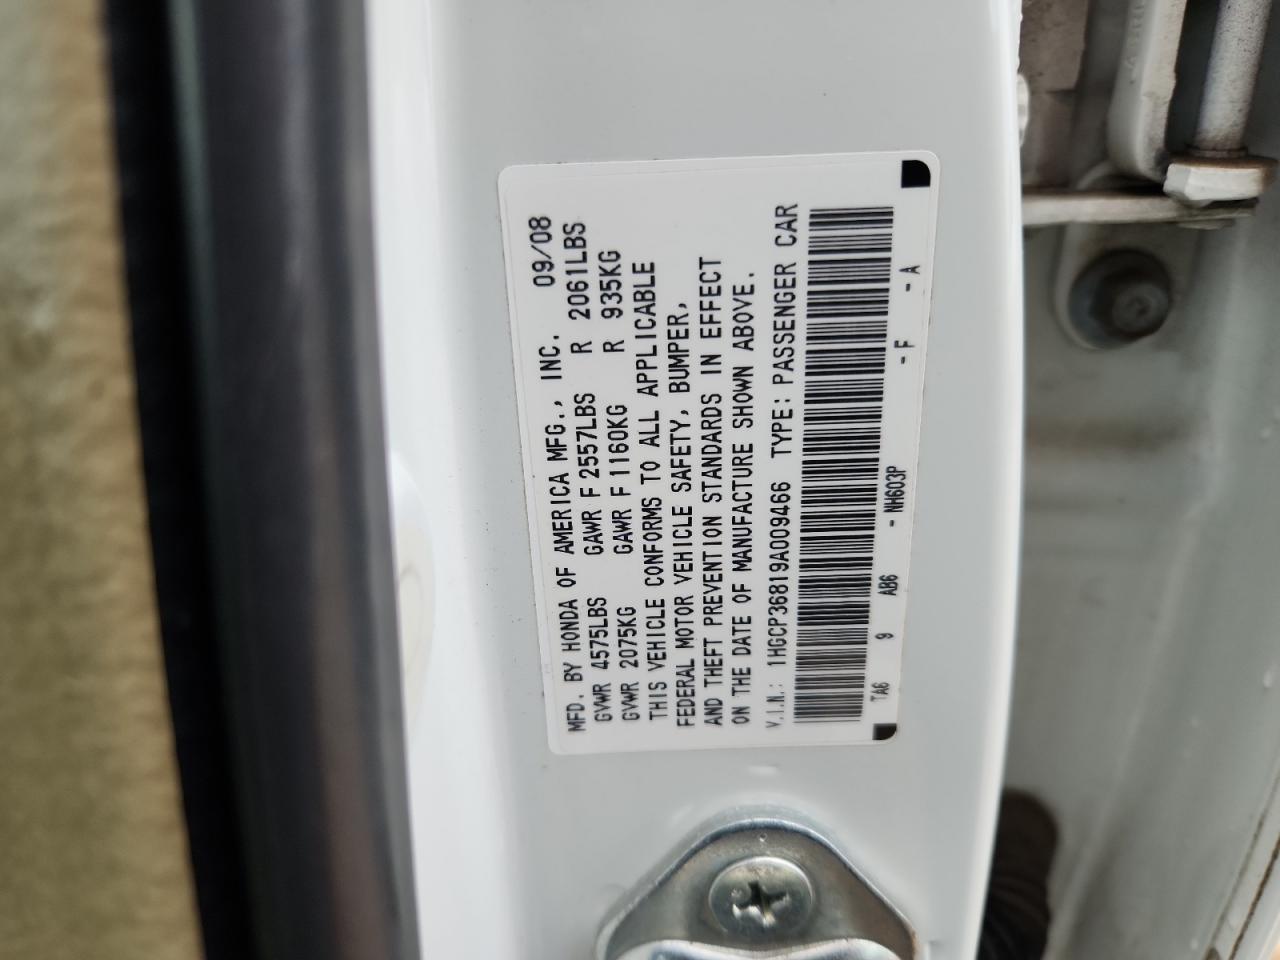 MFD. BY HONDA OF AMERICA MFG., INC. 09/08
GVWR 4575LBS GAWR F 2557LBS R 2061LBS
GVWR 2075KG GAWR F 1160KG R 935KG
THIS VEHICLE CONFORMS TO ALL APPLICABLE
FEDERAL MOTOR VEHICLE SAFETY, BUMPER,
AND THEFT PREVENTION STANDARDS IN EFFECT
ON THE DATE OF MANUFACTURE SHOWN ABOVE.
V.I.N.: 1HGCP36819A009466 TYPE: PASSENGER CAR
TA6 9 AB6 - NH603P - F - A